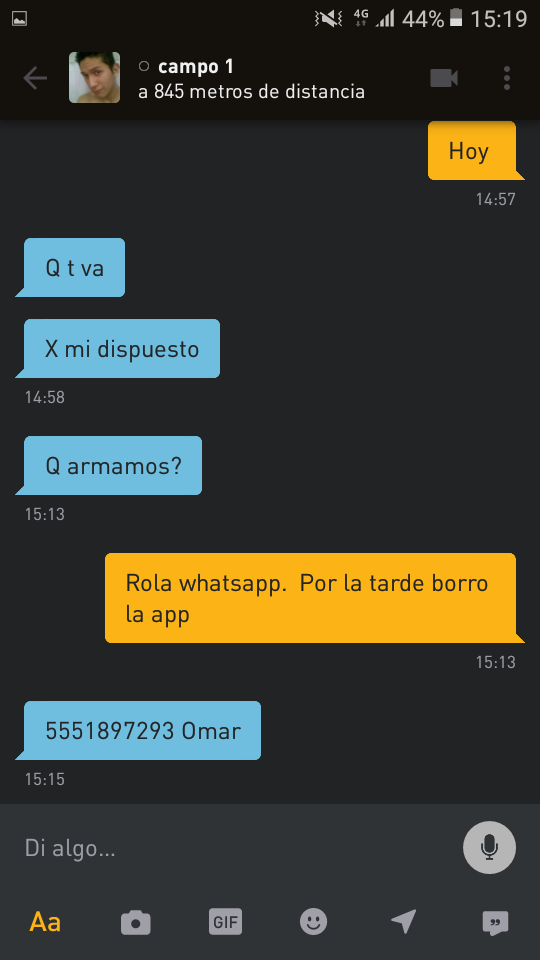 4G 44% 15:19
campo 1
a 845 metros de distancia
Hoy
14:57
Q t va
X mi dispuesto
14:58
Q armamos?
15:13
Rola whatsapp. Por la tarde borro
la app
15:13
5551897293 Omar
15:15
Di algo...
Aa
GIF